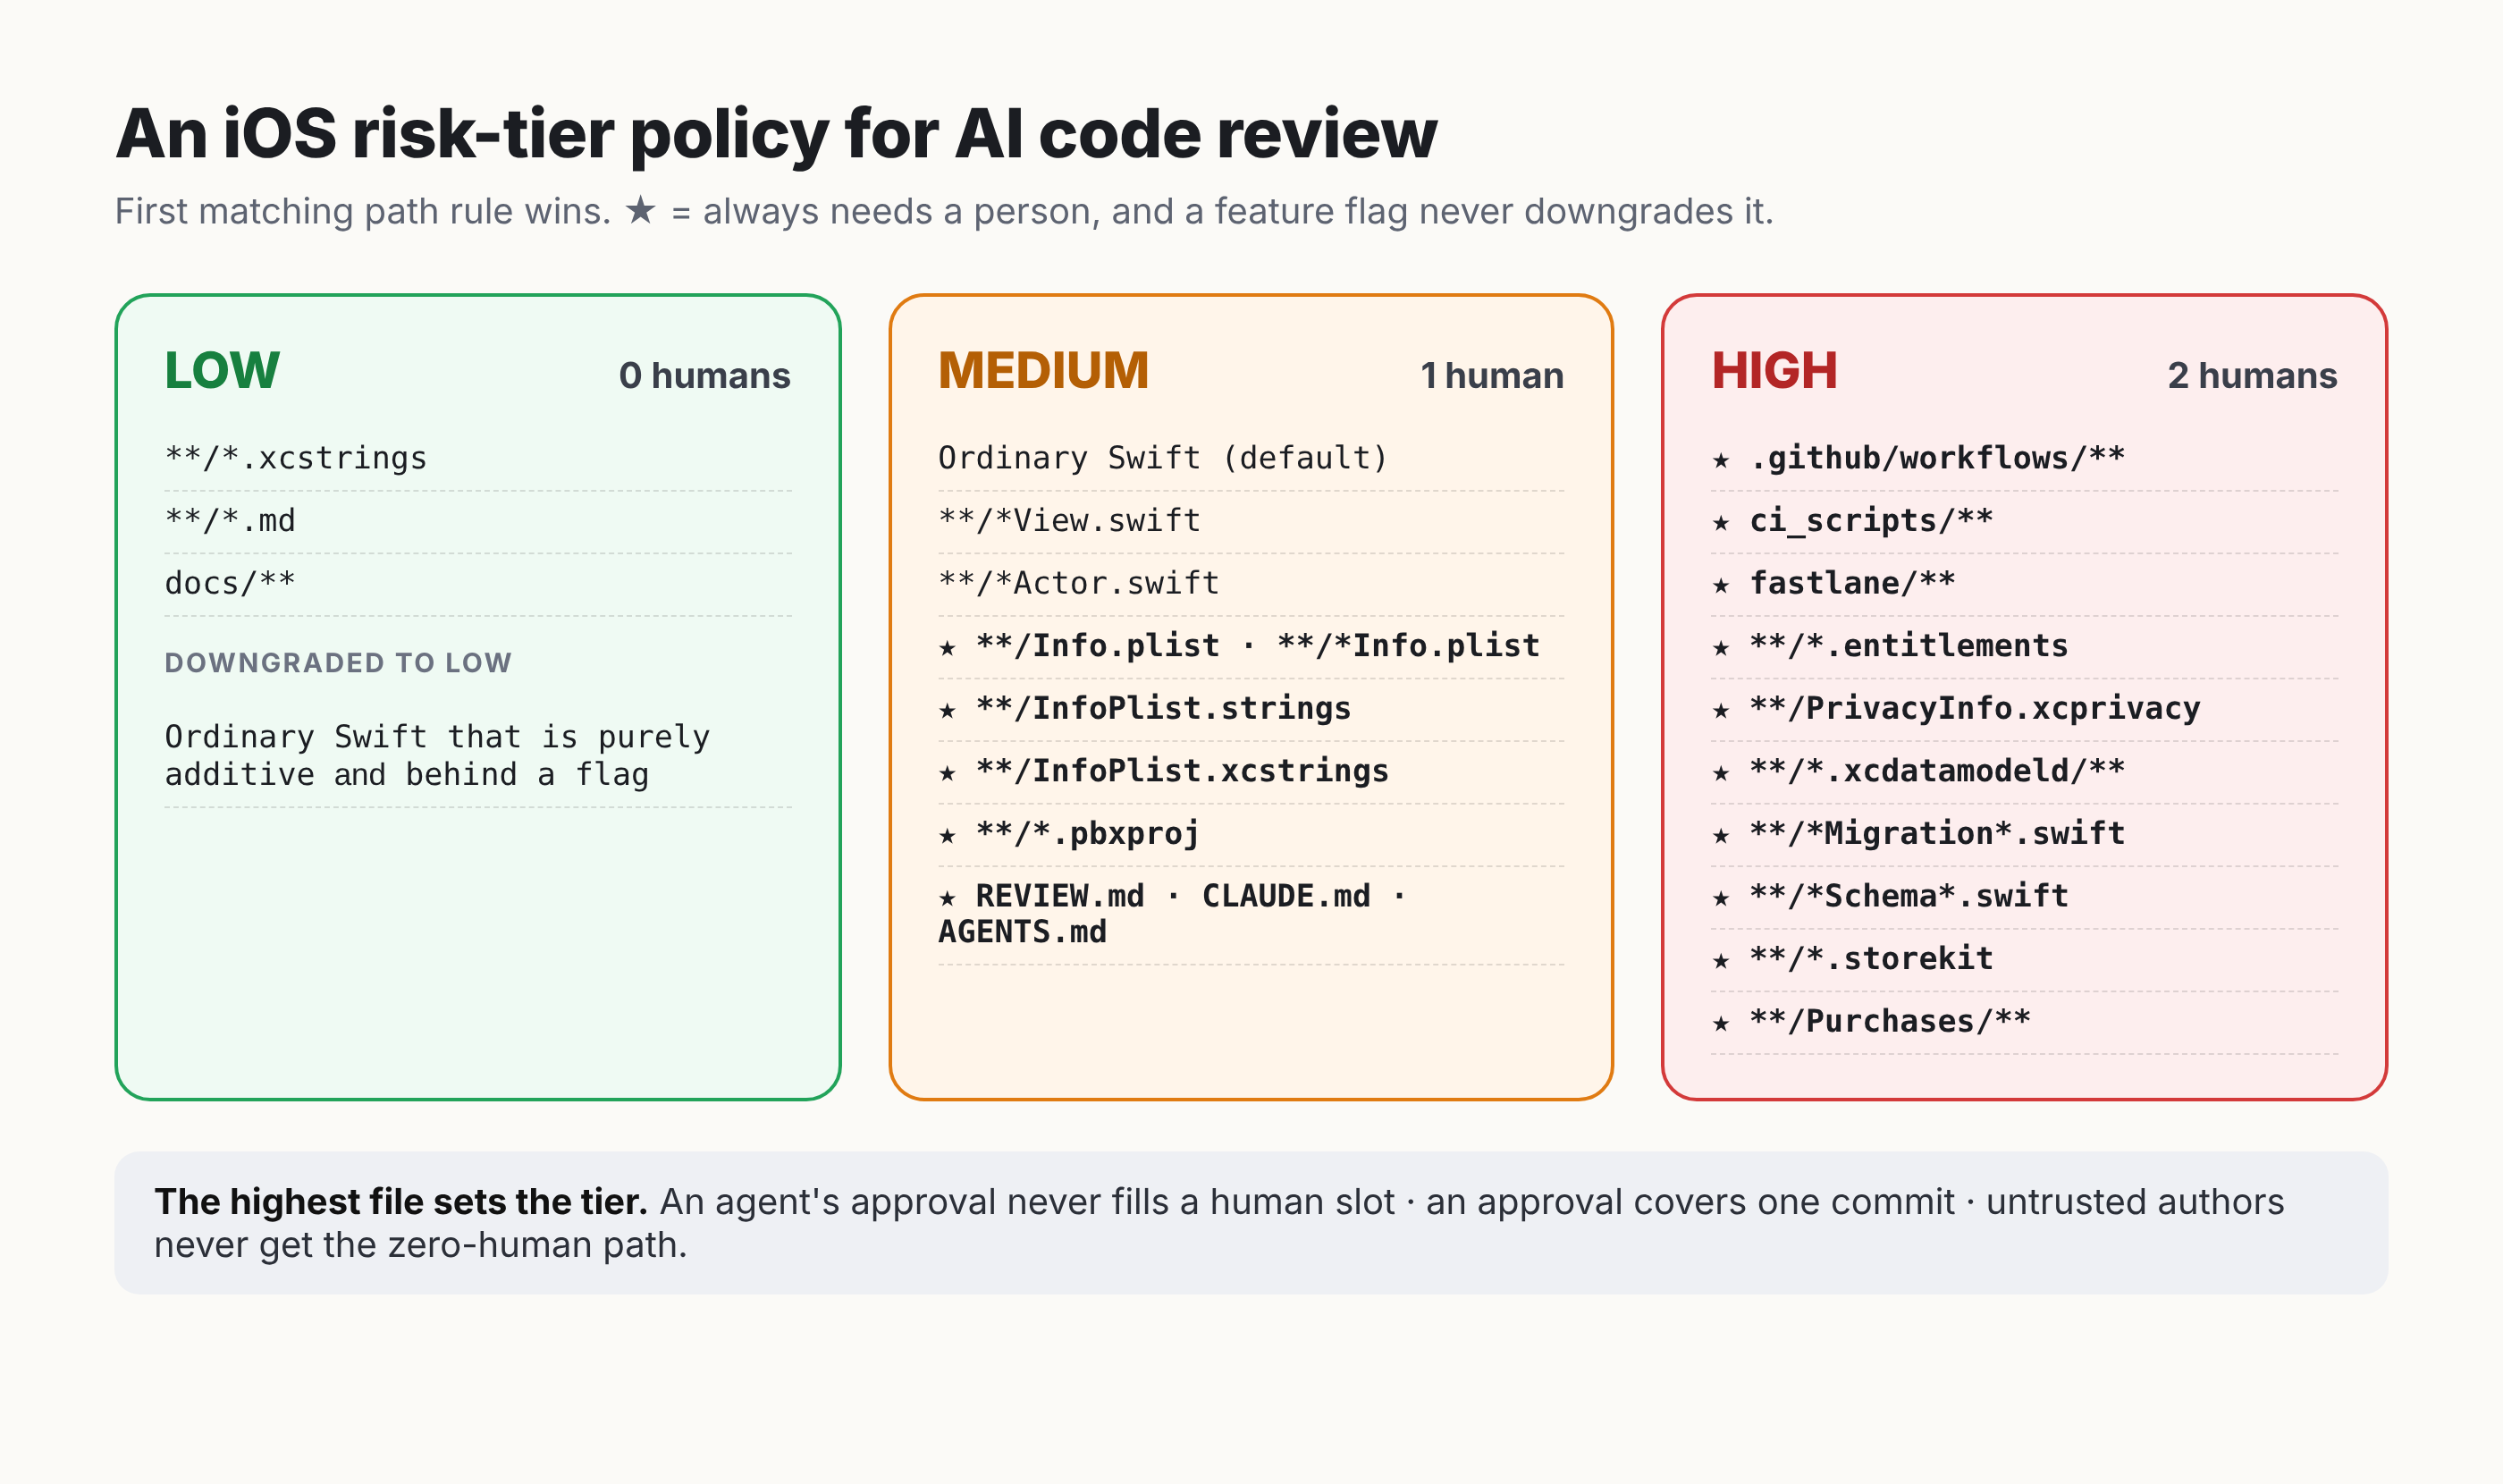 An iOS risk-tier policy for AI code review
First matching path rule wins. ★ = always needs a person, and a feature flag never downgrades it.
LOW
0 humans
**/*.xcstrings
**/*.md
docs/**
DOWNGRADED TO LOW
Ordinary Swift that is purely
additive and behind a flag
MEDIUM
1 human
Ordinary Swift (default)
**/*View.swift
**/*Actor.swift
★ **/Info.plist · **/*Info.plist
★ **/InfoPlist.strings
★ **/InfoPlist.xcstrings
★ **/*.pbxproj
★ REVIEW.md · CLAUDE.md ·
AGENTS.md
HIGH
2 humans
★ .github/workflows/**
★ ci_scripts/**
★ fastlane/**
★ **/*.entitlements
★ **/PrivacyInfo.xcprivacy
★ **/*.xcdatamodeld/**
★ **/*Migration*.swift
★ **/*Schema*.swift
★ **/*.storekit
★ **/Purchases/**
The highest file sets the tier. An agent's approval never fills a human slot · an approval covers one commit · untrusted authors
never get the zero-human path.